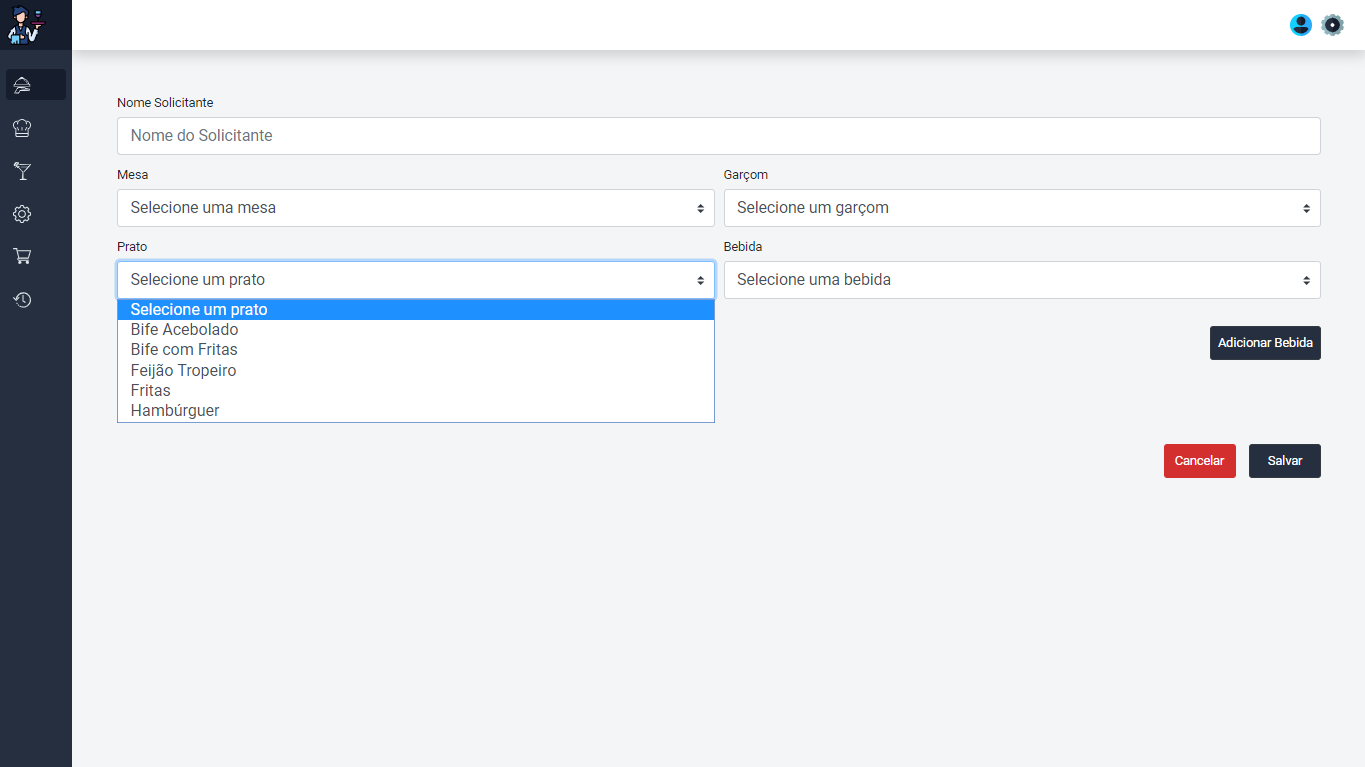 Nome Solicitante
Nome do Solicitante
Mesa
Garçom
Selecione uma mesa
Selecione um garçom
Prato
Bebida
Selecione um prato
Selecione uma bebida
Selecione um prato
Bife Acebolado
Bife com Fritas
Feijão Tropeiro
Fritas
Hambúrguer
Adicionar Bebida
Cancelar
Salvar